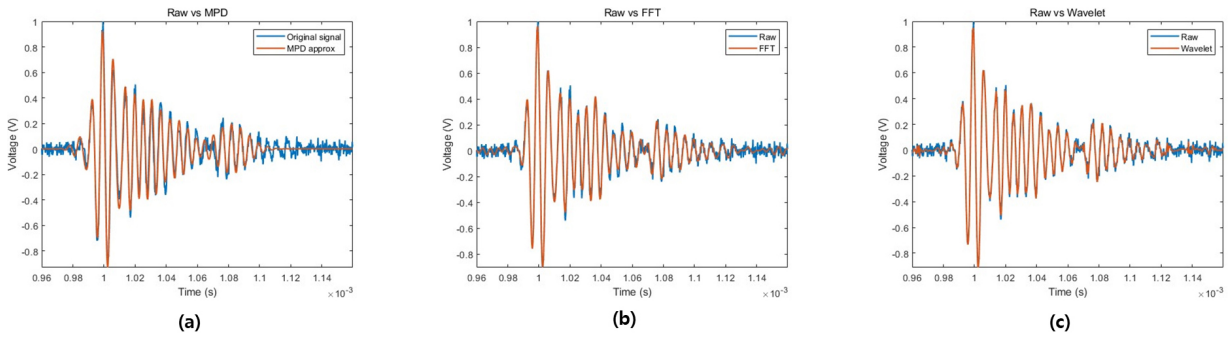 Raw vs MPD
Original signal
MPD approx
Voltage (V)
1
0.8
0.6
0.4
0.2
0
-0.2
-0.4
-0.6
-0.8
0.96 0.98 1 1.02 1.04 1.06 1.08 1.1 1.12 1.14
Time (s)
×10⁻³
(a)
Raw vs FFT
Raw
FFT
Voltage (V)
1
0.8
0.6
0.4
0.2
0
-0.2
-0.4
-0.6
-0.8
0.96 0.98 1 1.02 1.04 1.06 1.08 1.1 1.12 1.14
Time (s)
×10⁻³
(b)
Raw vs Wavelet
Raw
Wavelet
Voltage (V)
1
0.8
0.6
0.4
0.2
0
-0.2
-0.4
-0.6
-0.8
0.96 0.98 1 1.02 1.04 1.06 1.08 1.1 1.12 1.14
Time (s)
×10⁻³
(c)